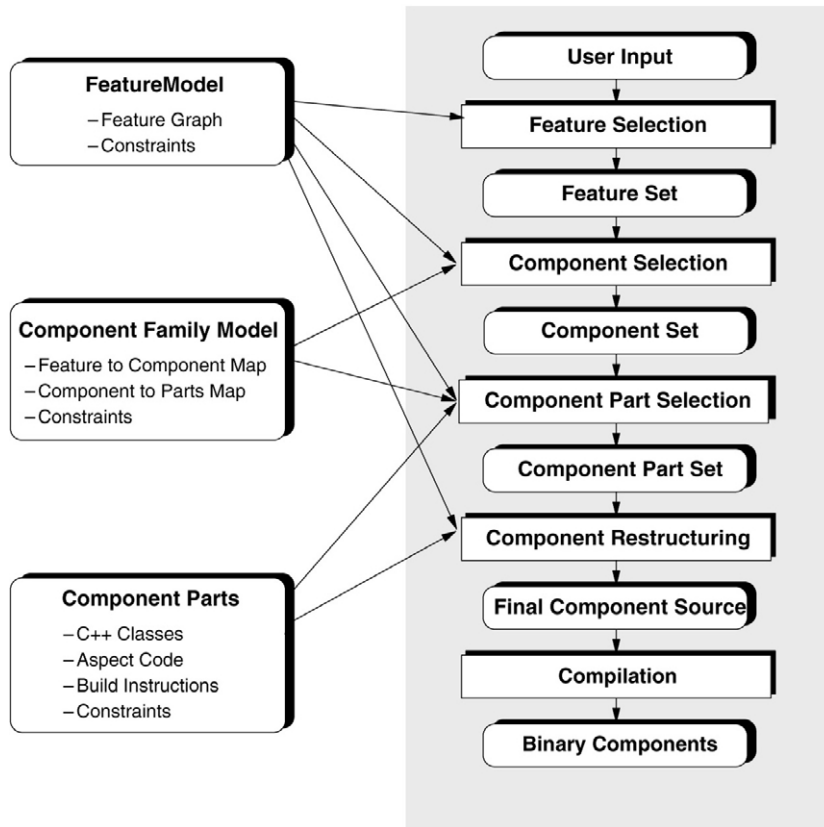 FeatureModel
–Feature Graph
–Constraints
Component Family Model
–Feature to Component Map
–Component to Parts Map
–Constraints
Component Parts
–C++ Classes
–Aspect Code
–Build Instructions
–Constraints
User Input
Feature Selection
Feature Set
Component Selection
Component Set
Component Part Selection
Component Part Set
Component Restructuring
Final Component Source
Compilation
Binary Components